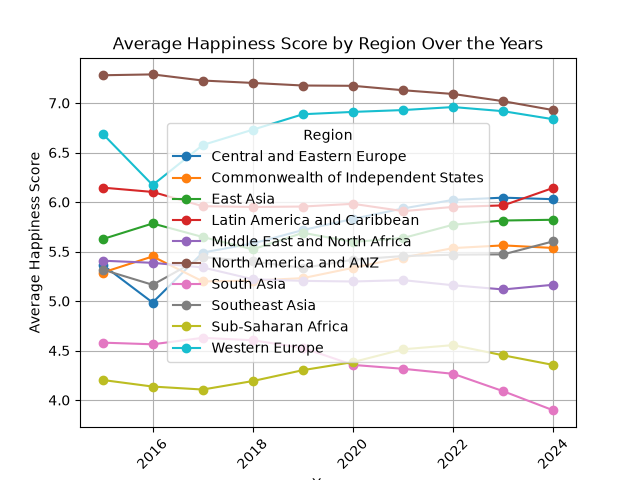 Average Happiness Score by Region Over the Years
Average Happiness Score
7.0
6.5
6.0
5.5
5.0
4.5
4.0
Region
Central and Eastern Europe
Commonwealth of Independent States
East Asia
Latin America and Caribbean
Middle East and North Africa
North America and ANZ
South Asia
Southeast Asia
Sub-Saharan Africa
Western Europe
2016
2018
2020
2022
2024